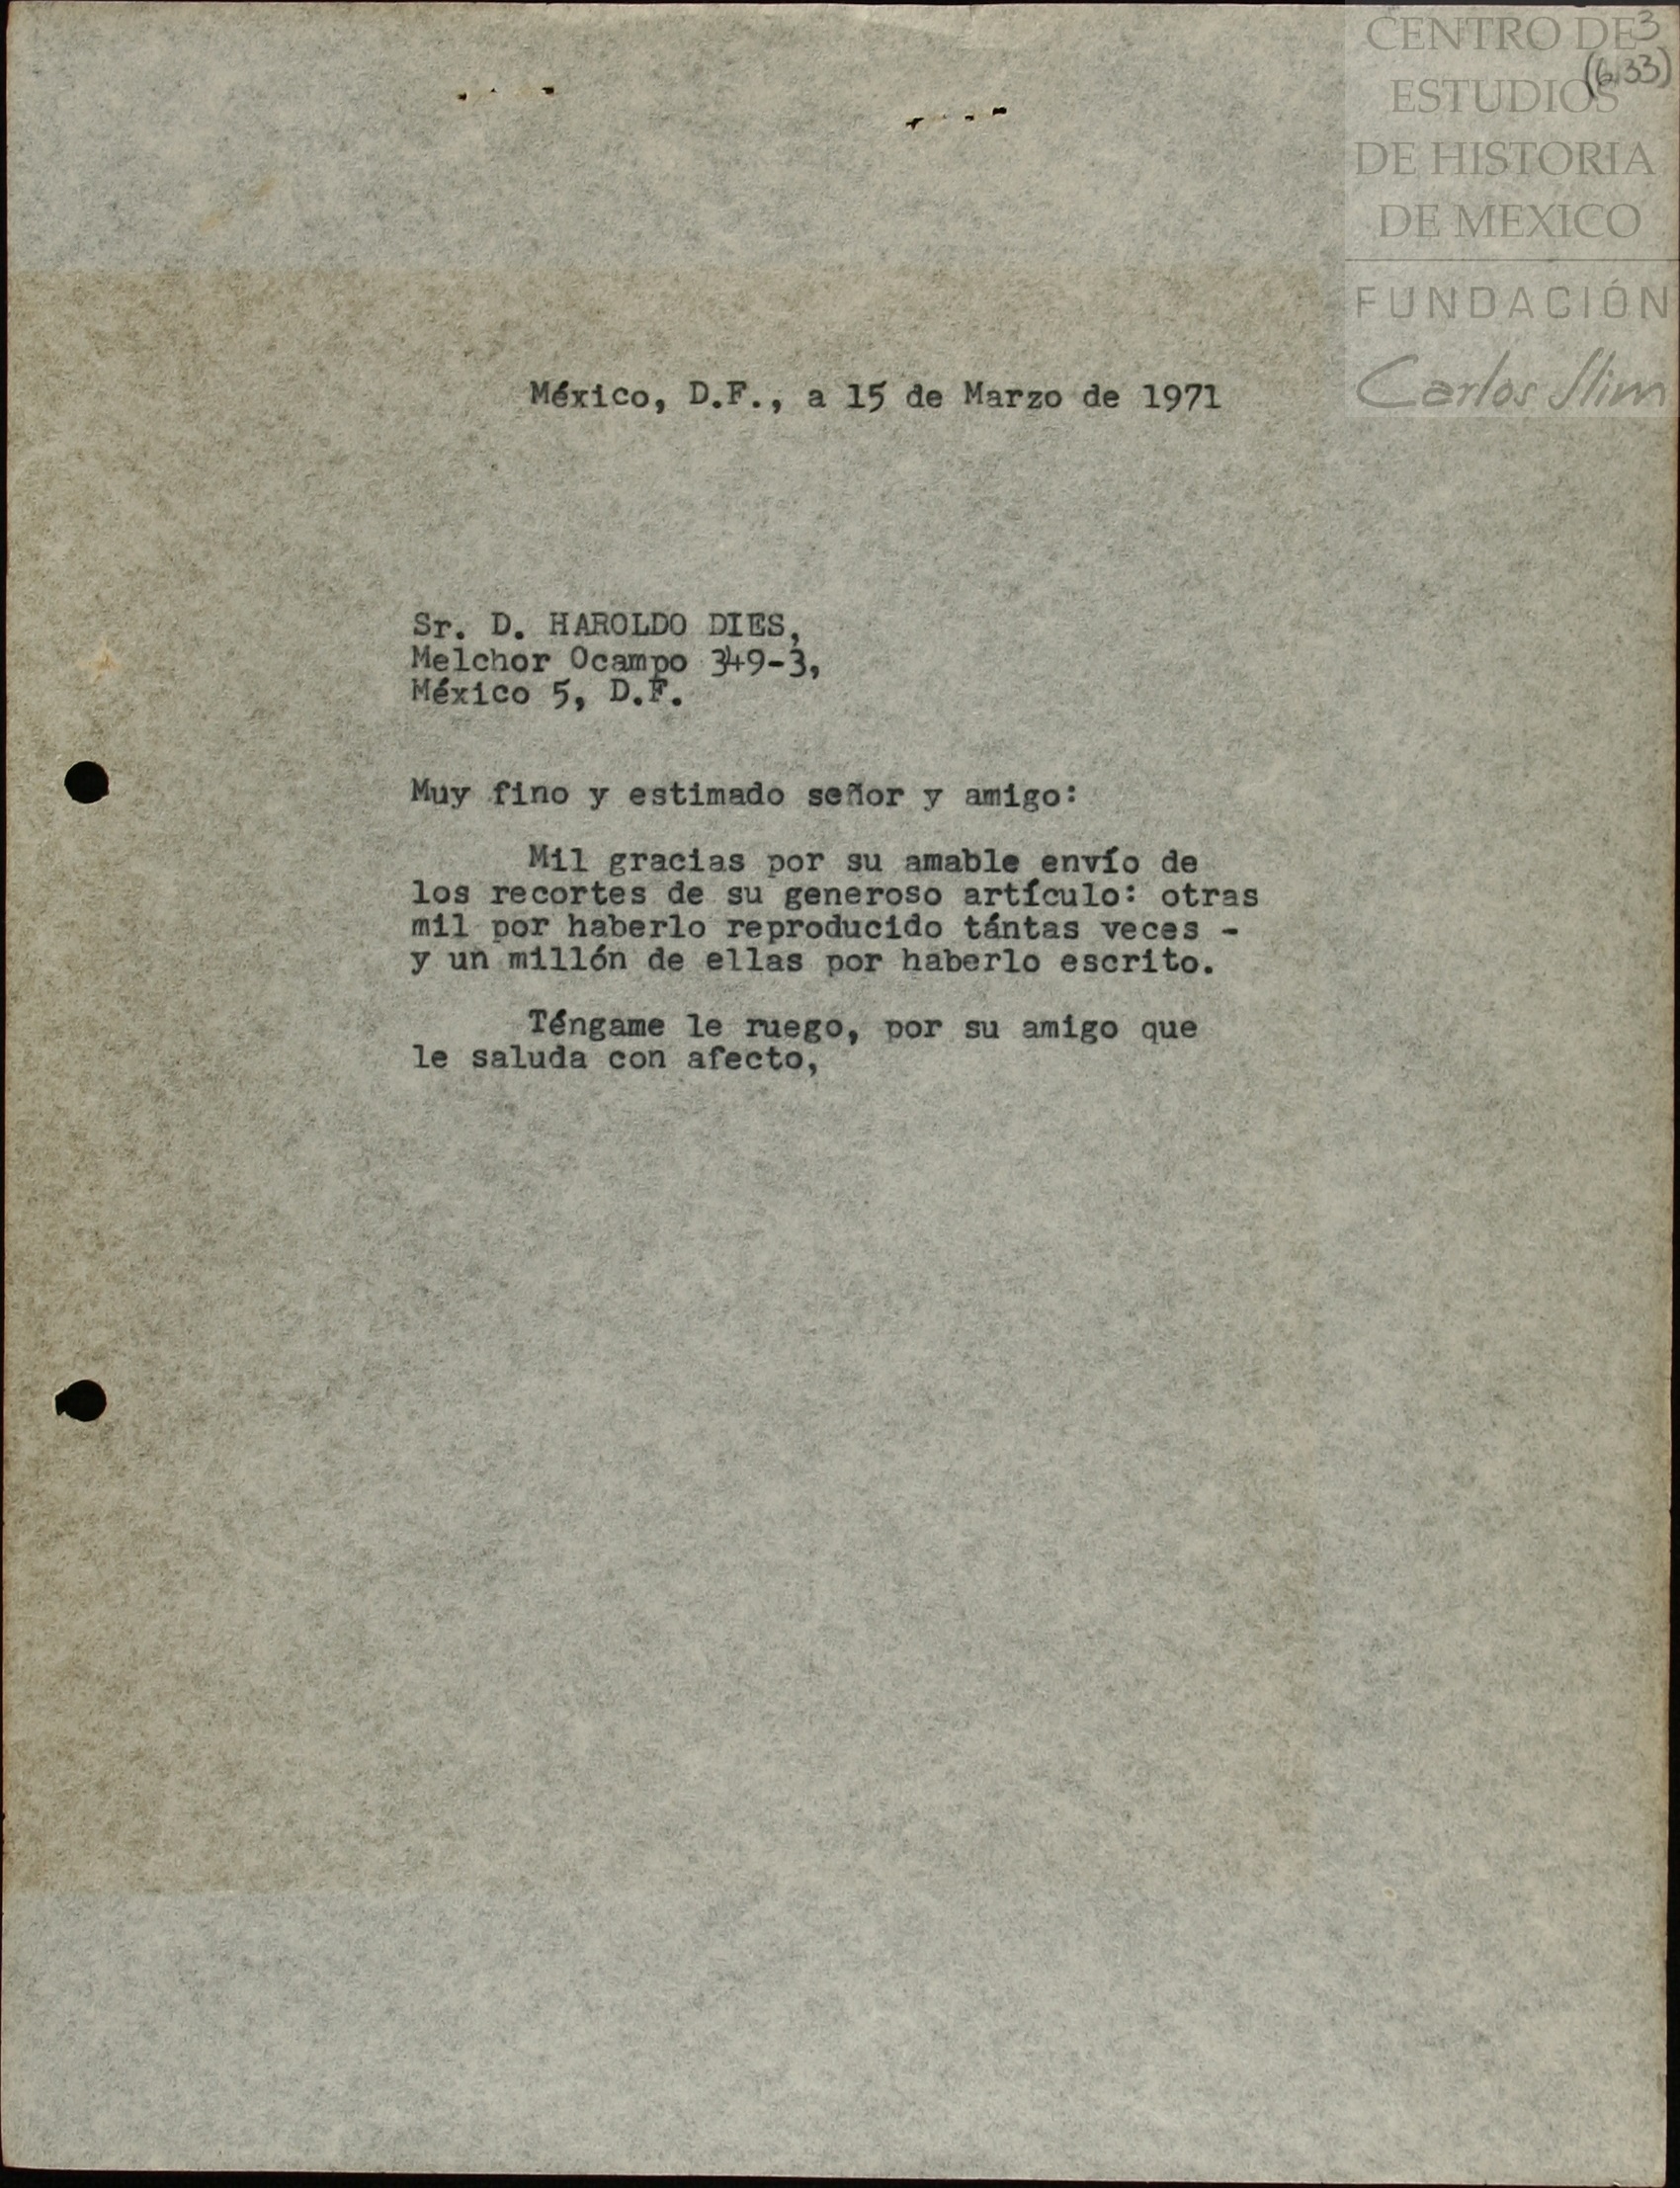 CENTRO DE
ESTUDIOS
DE HISTORIA
DE MEXICO
FUNDACIÓN
Carlos Slim
3
(6133)
México, D.F., a 15 de Marzo de 1971
Sr. D. HAROLDO DIES,
Melchor Ocampo 349-3,
México 5, D.F.
Muy fino y estimado señor y amigo:
Mil gracias por su amable envío de
los recortes de su generoso artículo: otras
mil por haberlo reproducido tántas veces -
y un millón de ellas por haberlo escrito.
Téngame le ruego, por su amigo que
le saluda con afecto,